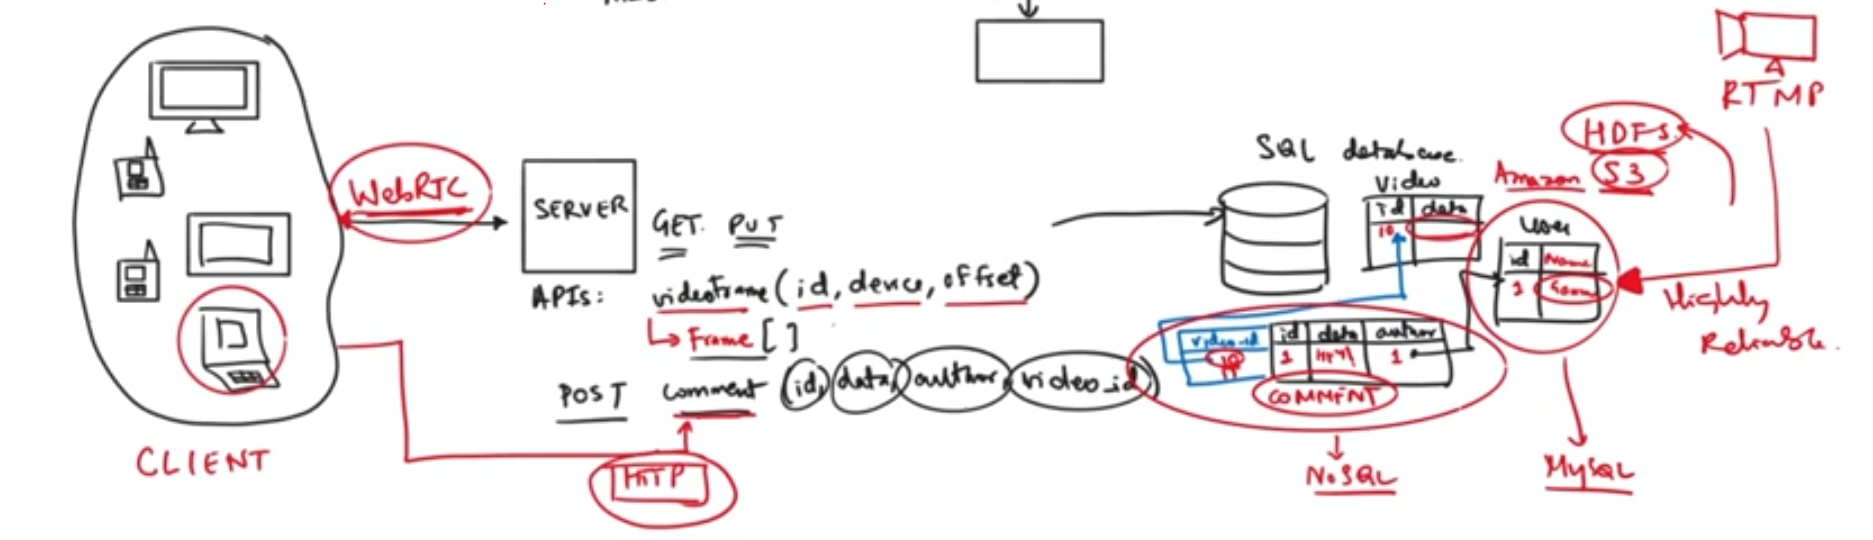 RTMP
HDFS
SQL database
Amazon S3
Video
WebRTC
SERVER
GET PUT
id data
10
User
id Name
1
APIs: videoFrame (id, device, offset)
Highly
Reliable.
Frame [ ]
video_id id data author
10 1 1
POST comment (id, data, author, video_id)
COMMENT
CLIENT
HTTP
NoSQL
MySQL